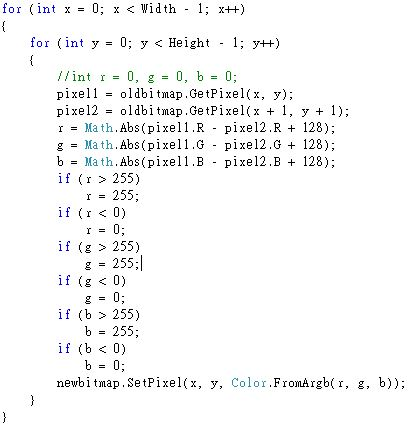 for (int x = 0; x < Width - 1; x++)
{
    for (int y = 0; y < Height - 1; y++)
    {
        //int r = 0, g = 0, b = 0;
        pixel1 = oldbitmap.GetPixel(x, y);
        pixel2 = oldbitmap.GetPixel(x + 1, y + 1);
        r = Math.Abs(pixel1.R - pixel2.R + 128);
        g = Math.Abs(pixel1.G - pixel2.G + 128);
        b = Math.Abs(pixel1.B - pixel2.B + 128);
        if (r > 255)
            r = 255;
        if (r < 0)
            r = 0;
        if (g > 255)
            g = 255;
        if (g < 0)
            g = 0;
        if (b > 255)
            b = 255;
        if (b < 0)
            b = 0;
        newbitmap.SetPixel(x, y, Color.FromArgb(r, g, b));
    }
}